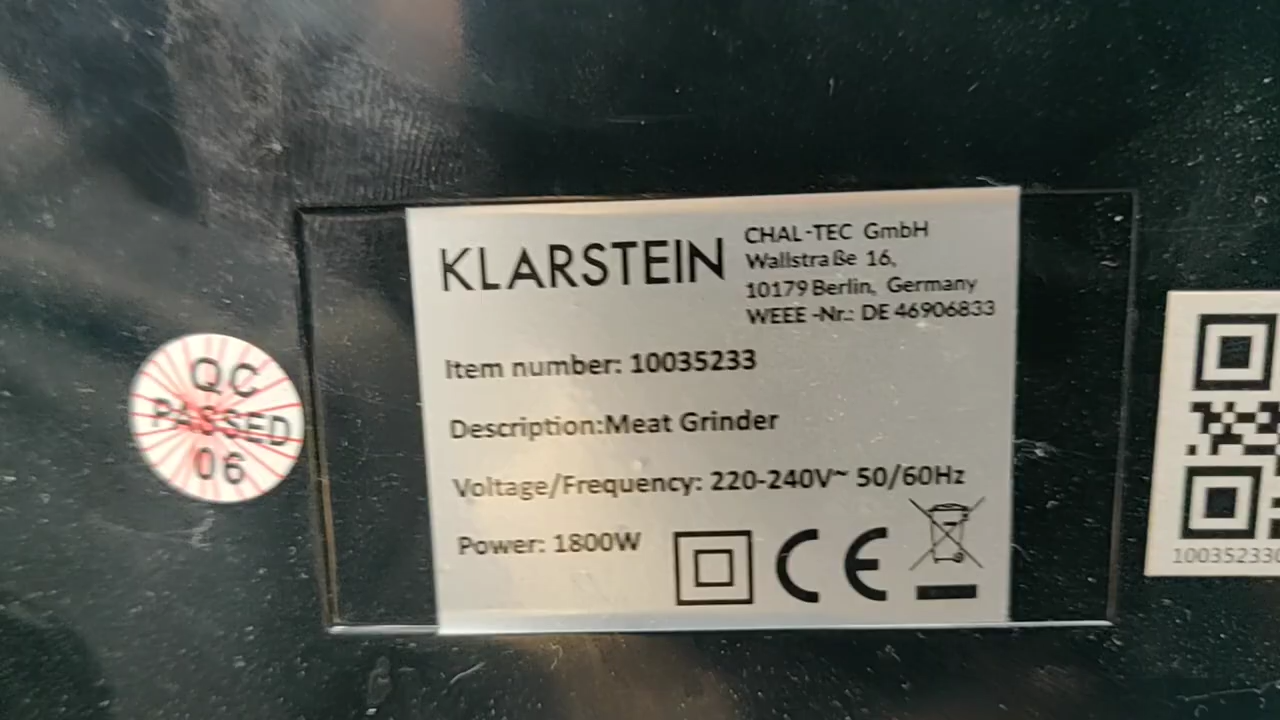 KLARSTEIN
CHAL-TEC GmbH
Wallstraße 16,
10179 Berlin, Germany
WEEE-Nr.: DE 46906833
Item number: 10035233
Description:Meat Grinder
Voltage/Frequency: 220-240V~ 50/60Hz
Power: 1800W
CE
QC
PASSED
06
10035233